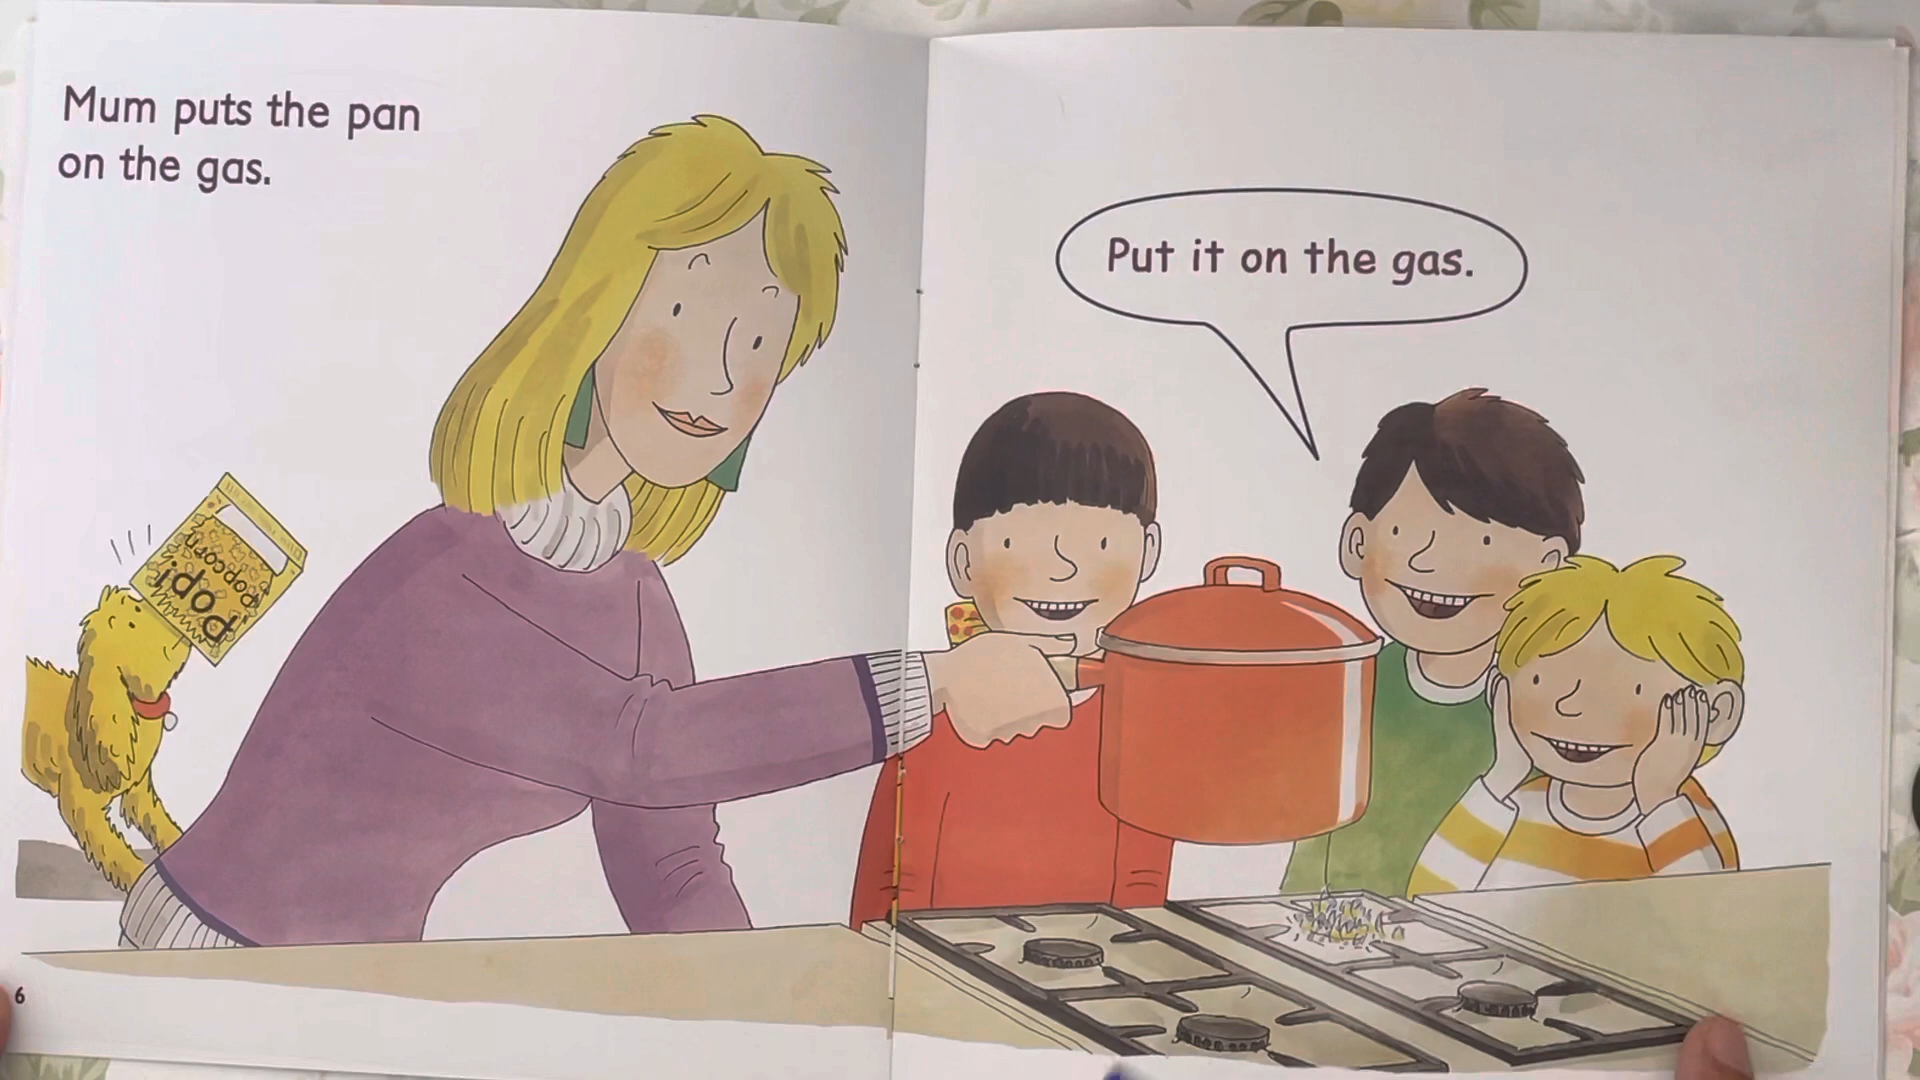 Mum puts the pan
on the gas.
Pop!
popcorn
Put it on the gas.
6